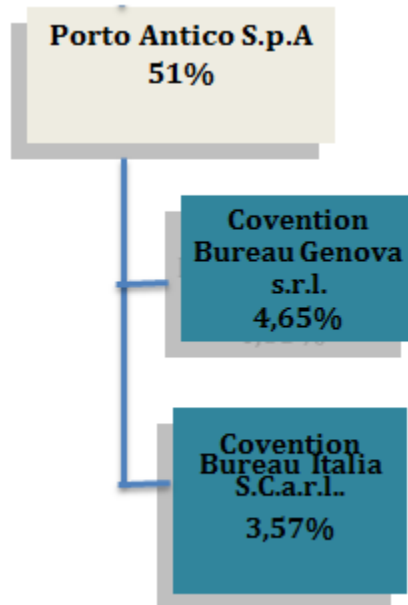 Porto Antico S.p.A
51%
Covention
Bureau Genova
s.r.l.
4,65%
Covention
Bureau Italia
S.C.a.r.l..
3,57%